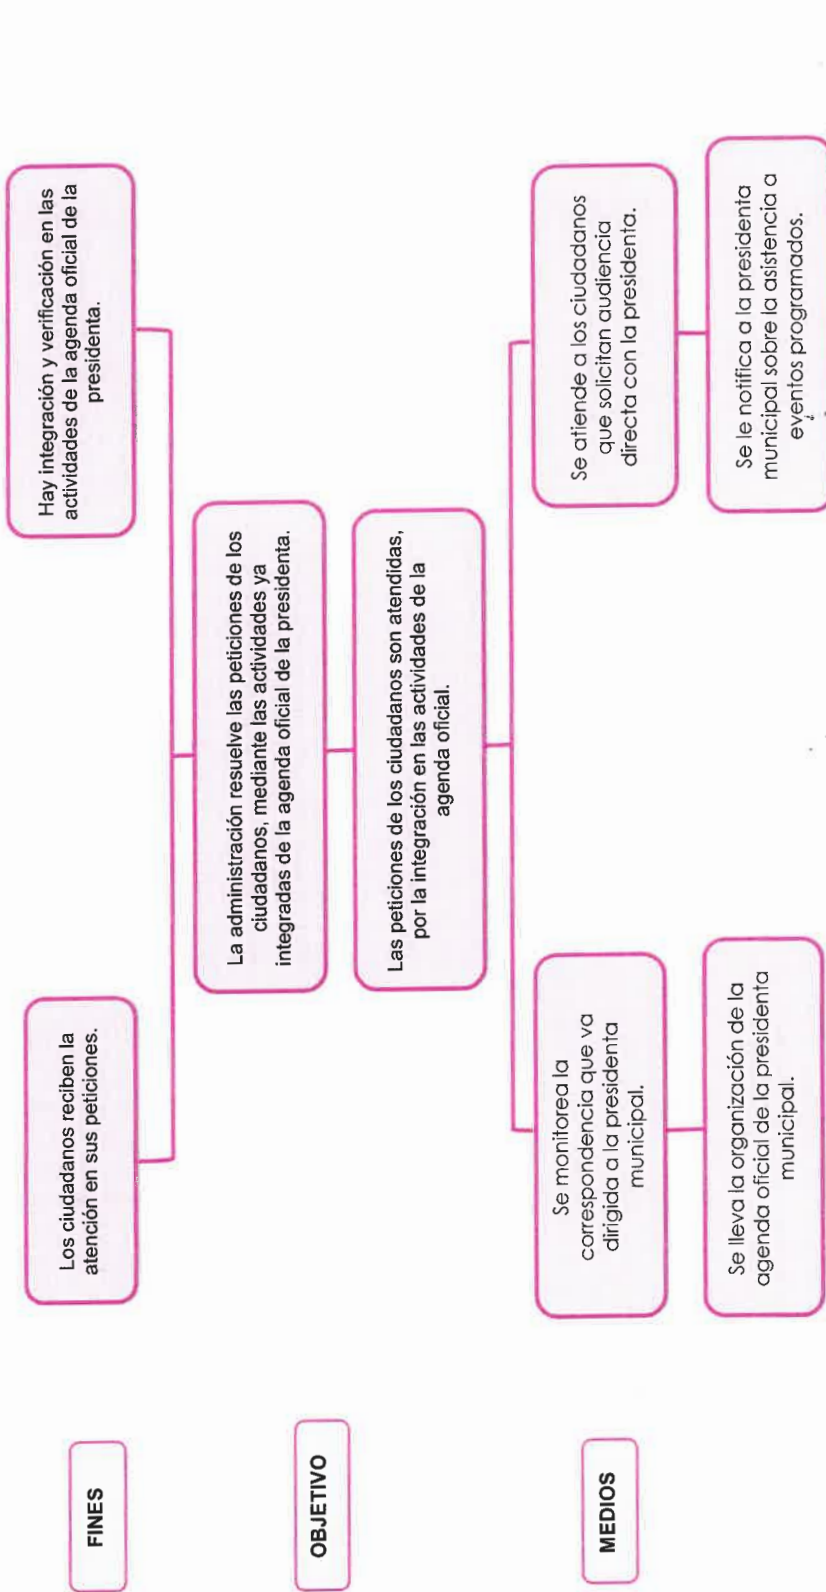 FINES
Los ciudadanos reciben la
atención en sus peticiones.
Hay integración y verificación en las
actividades de la agenda oficial de la
presidenta.
OBJETIVO
La administración resuelve las peticiones de los
ciudadanos, mediante las actividades ya
integradas de la agenda oficial de la presidenta.
Las peticiones de los ciudadanos son atendidas,
por la integración en las actividades de la
agenda oficial.
MEDIOS
Se monitorea la
correspondencia que va
dirigida a la presidenta
municipal.
Se atiende a los ciudadanos
que solicitan audiencia
directa con la presidenta.
Se lleva la organización de la
agenda oficial de la presidenta
municipal.
Se le notifica a la presidenta
municipal sobre la asistencia a
eventos programados.